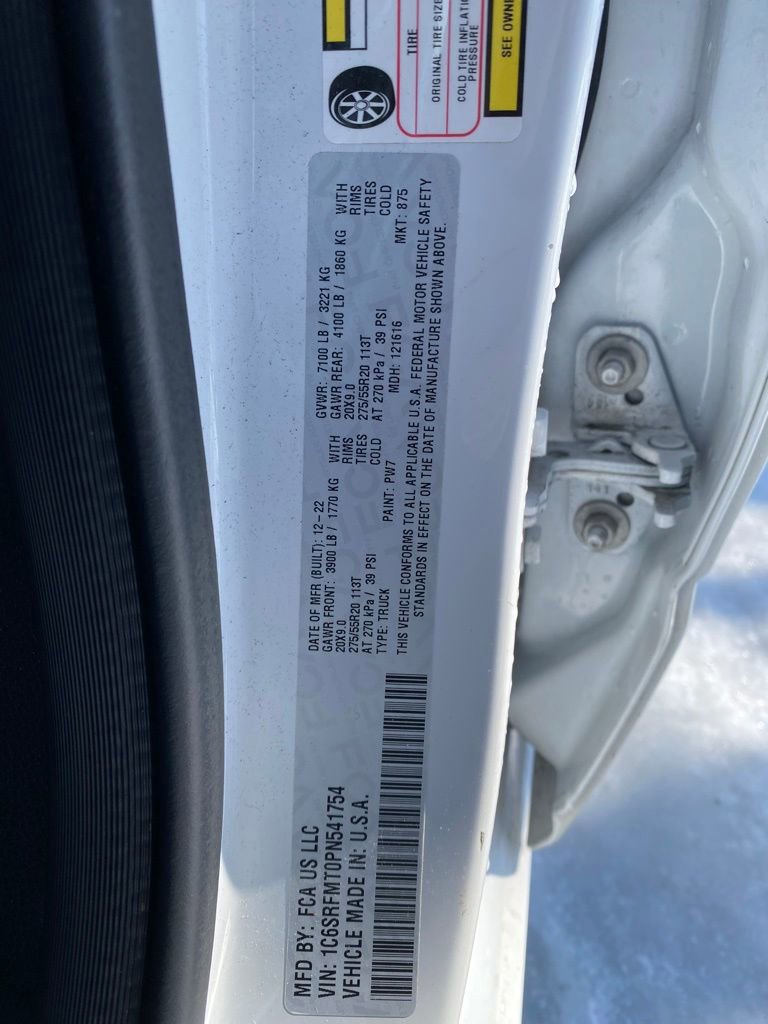 MFD BY: FCA US LLC
VIN: 1C6SRFMT0PN541754
VEHICLE MADE IN: U.S.A.
DATE OF MFR (BUILT): 12-22
GAWR FRONT: 3900 LB / 1770 KG WITH
20X9.0 RIMS
275/55R20 113T TIRES
AT 270 kPa / 39 PSI COLD
GVWR: 7100 LB / 3221 KG
GAWR REAR: 4100 LB / 1860 KG WITH
20X9.0 RIMS
275/55R20 113T TIRES
AT 270 kPa / 39 PSI COLD
TYPE: TRUCK PAINT: PW7 MDH: 121616 MKT: 875
THIS VEHICLE CONFORMS TO ALL APPLICABLE U.S.A. FEDERAL MOTOR VEHICLE SAFETY
STANDARDS IN EFFECT ON THE DATE OF MANUFACTURE SHOWN ABOVE.
TIRE
ORIGINAL TIRE SIZE
COLD TIRE
PRESSURE
SEE
141